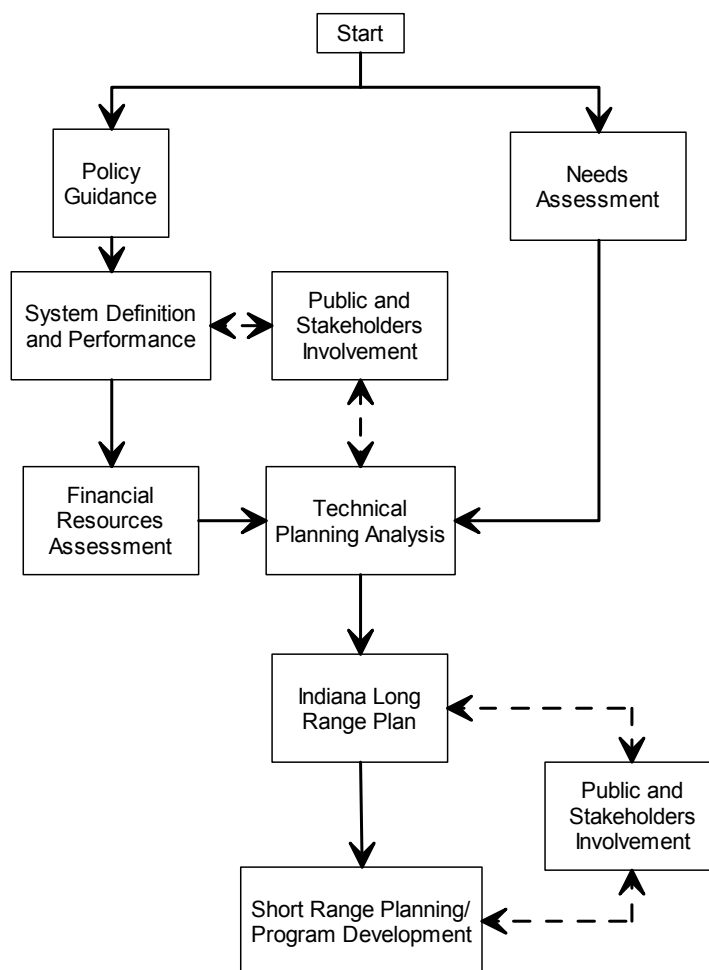 Start
Policy
Guidance
Needs
Assessment
System Definition
and Performance
Public and
Stakeholders
Involvement
Financial
Resources
Assessment
Technical
Planning Analysis
Indiana Long
Range Plan
Public and
Stakeholders
Involvement
Short Range Planning/
Program Development